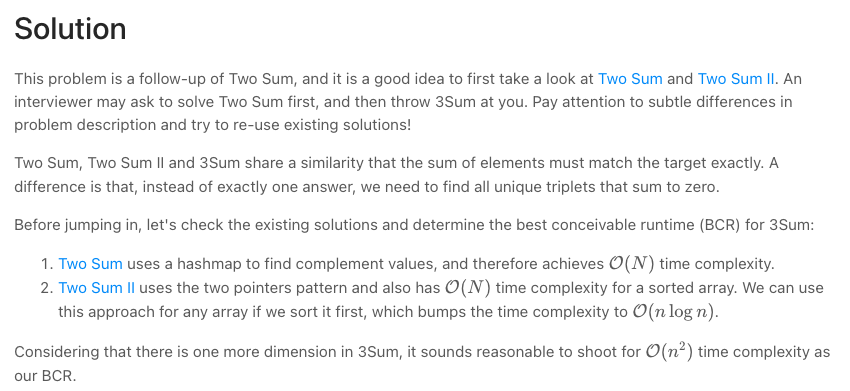 Solution
This problem is a follow-up of Two Sum, and it is a good idea to first take a look at Two Sum and Two Sum II. An
interviewer may ask to solve Two Sum first, and then throw 3Sum at you. Pay attention to subtle differences in
problem description and try to re-use existing solutions!
Two Sum, Two Sum II and 3Sum share a similarity that the sum of elements must match the target exactly. A
difference is that, instead of exactly one answer, we need to find all unique triplets that sum to zero.
Before jumping in, let's check the existing solutions and determine the best conceivable runtime (BCR) for 3Sum:
1. Two Sum uses a hashmap to find complement values, and therefore achieves O(N) time complexity.
2. Two Sum II uses the two pointers pattern and also has O(N) time complexity for a sorted array. We can use
this approach for any array if we sort it first, which bumps the time complexity to O(n log n).
Considering that there is one more dimension in 3Sum, it sounds reasonable to shoot for O(n²) time complexity as
our BCR.